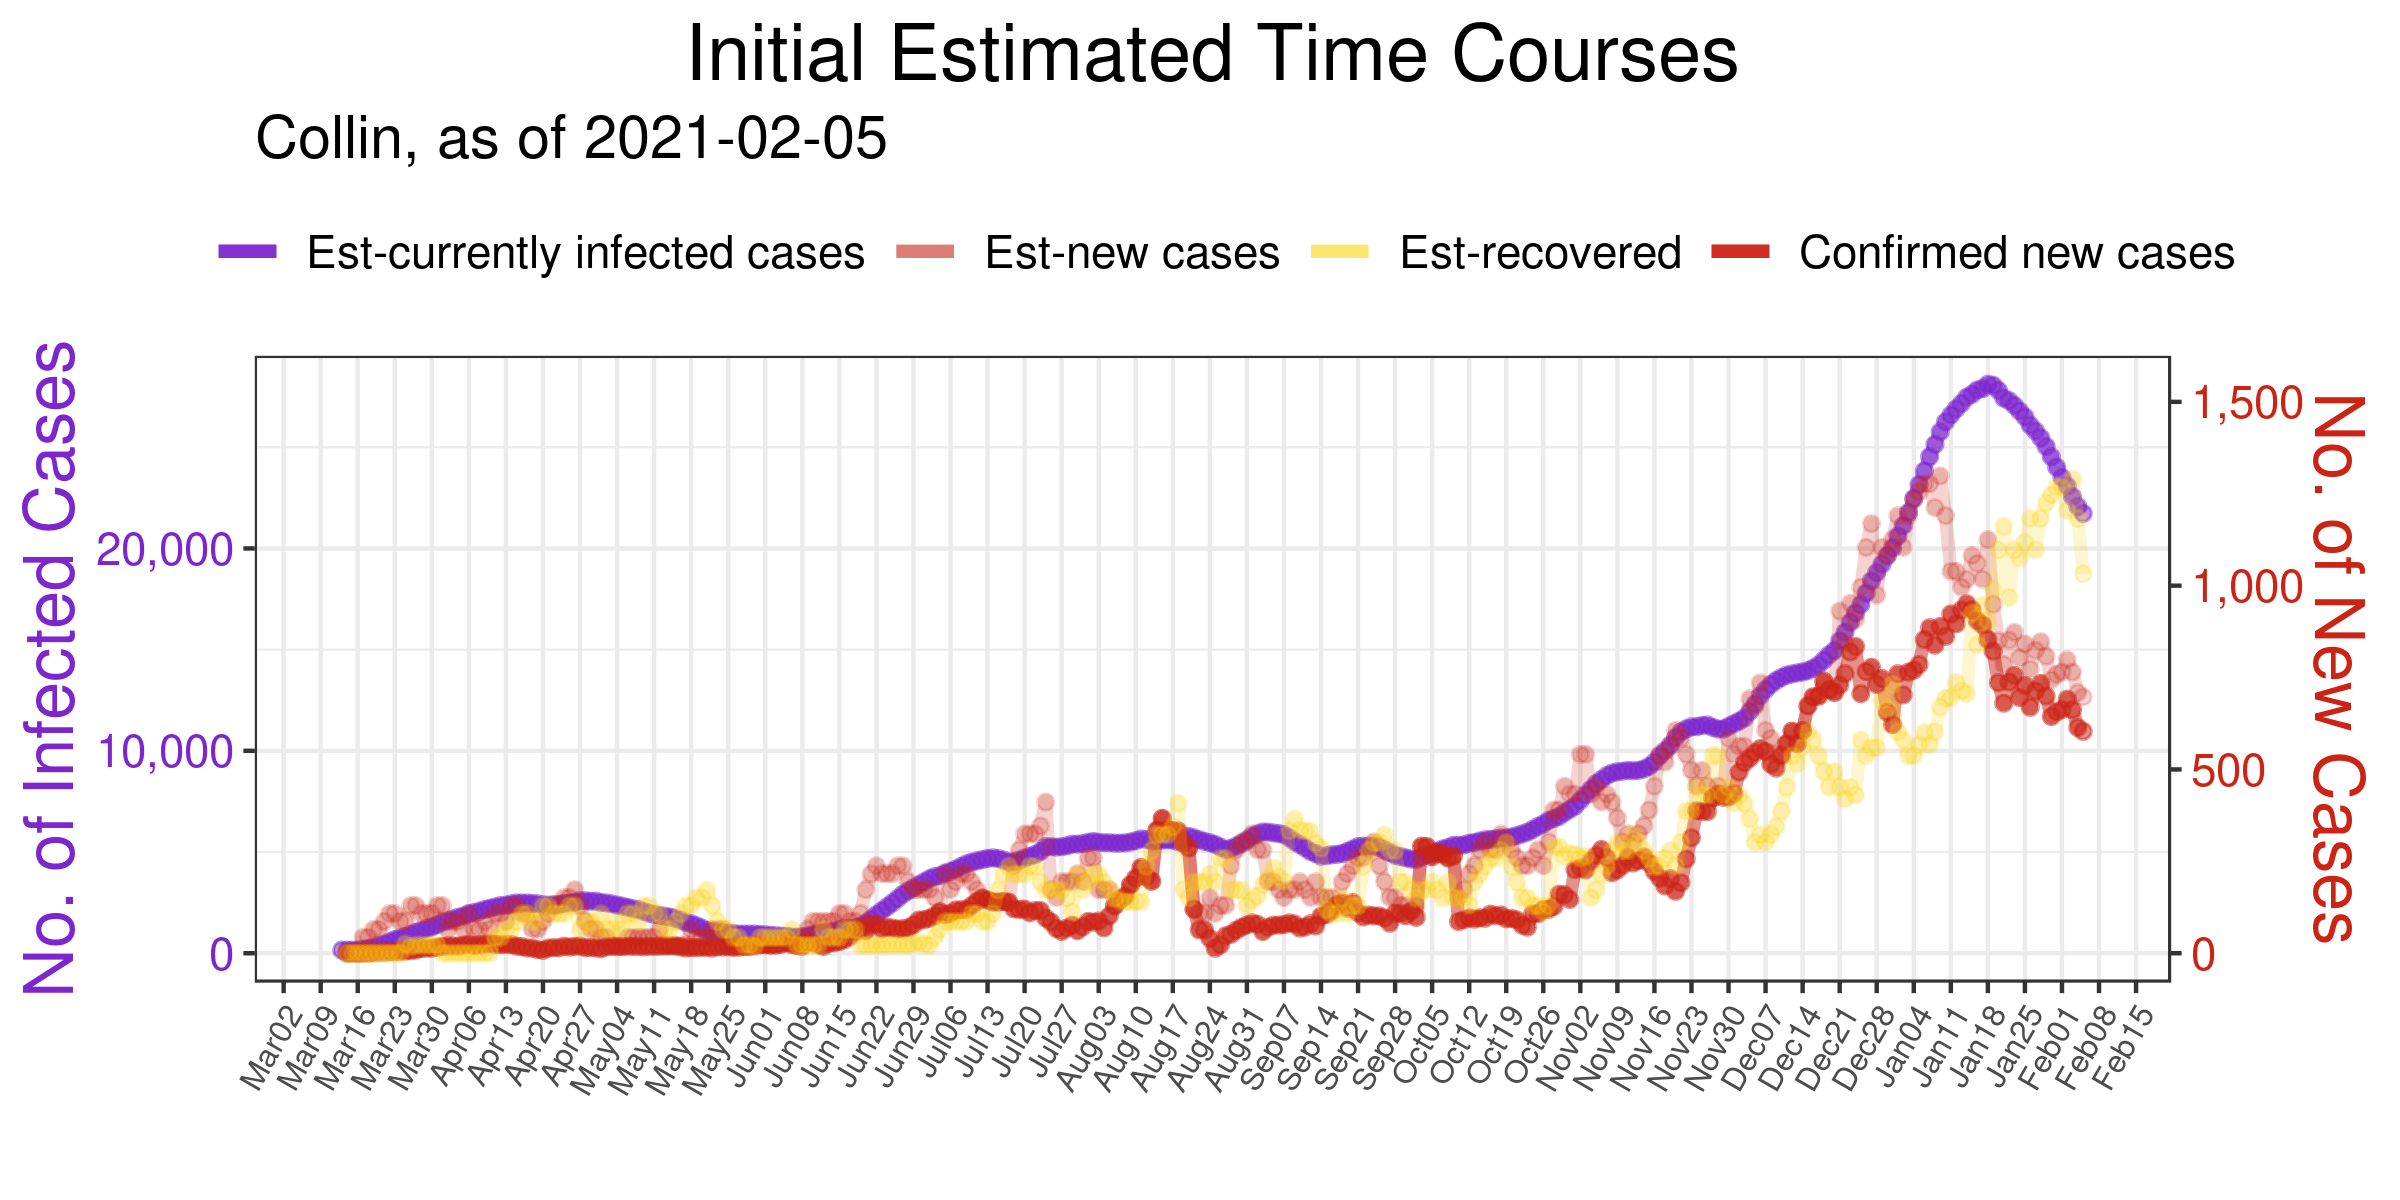 Initial Estimated Time Courses
Collin, as of 2021-02-05
Est-currently infected cases
Est-new cases
Est-recovered
Confirmed new cases
No. of Infected Cases
20,000
10,000
0
1,500
1,000
500
0
No. of New Cases
Mar02
Mar09
Mar16
Mar23
Mar30
Apr06
Apr13
Apr20
Apr27
May04
May11
May18
May25
Jun01
Jun08
Jun15
Jun22
Jun29
Jul06
Jul13
Jul20
Jul27
Aug03
Aug10
Aug17
Aug24
Aug31
Sep07
Sep14
Sep21
Sep28
Oct05
Oct12
Oct19
Oct26
Nov02
Nov09
Nov16
Nov23
Nov30
Dec07
Dec14
Dec21
Dec28
Jan04
Jan11
Jan18
Jan25
Feb01
Feb08
Feb15